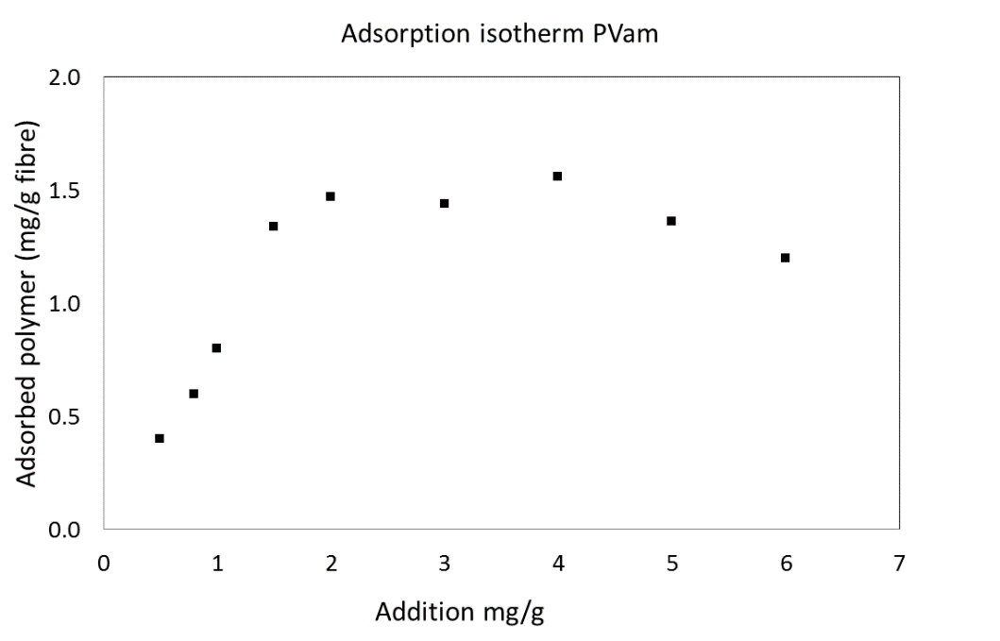 Adsorption isotherm PVam
2.0
1.5
1.0
0.5
0.0
Adsorbed polymer (mg/g fibre)
0 1 2 3 4 5 6 7
Addition mg/g